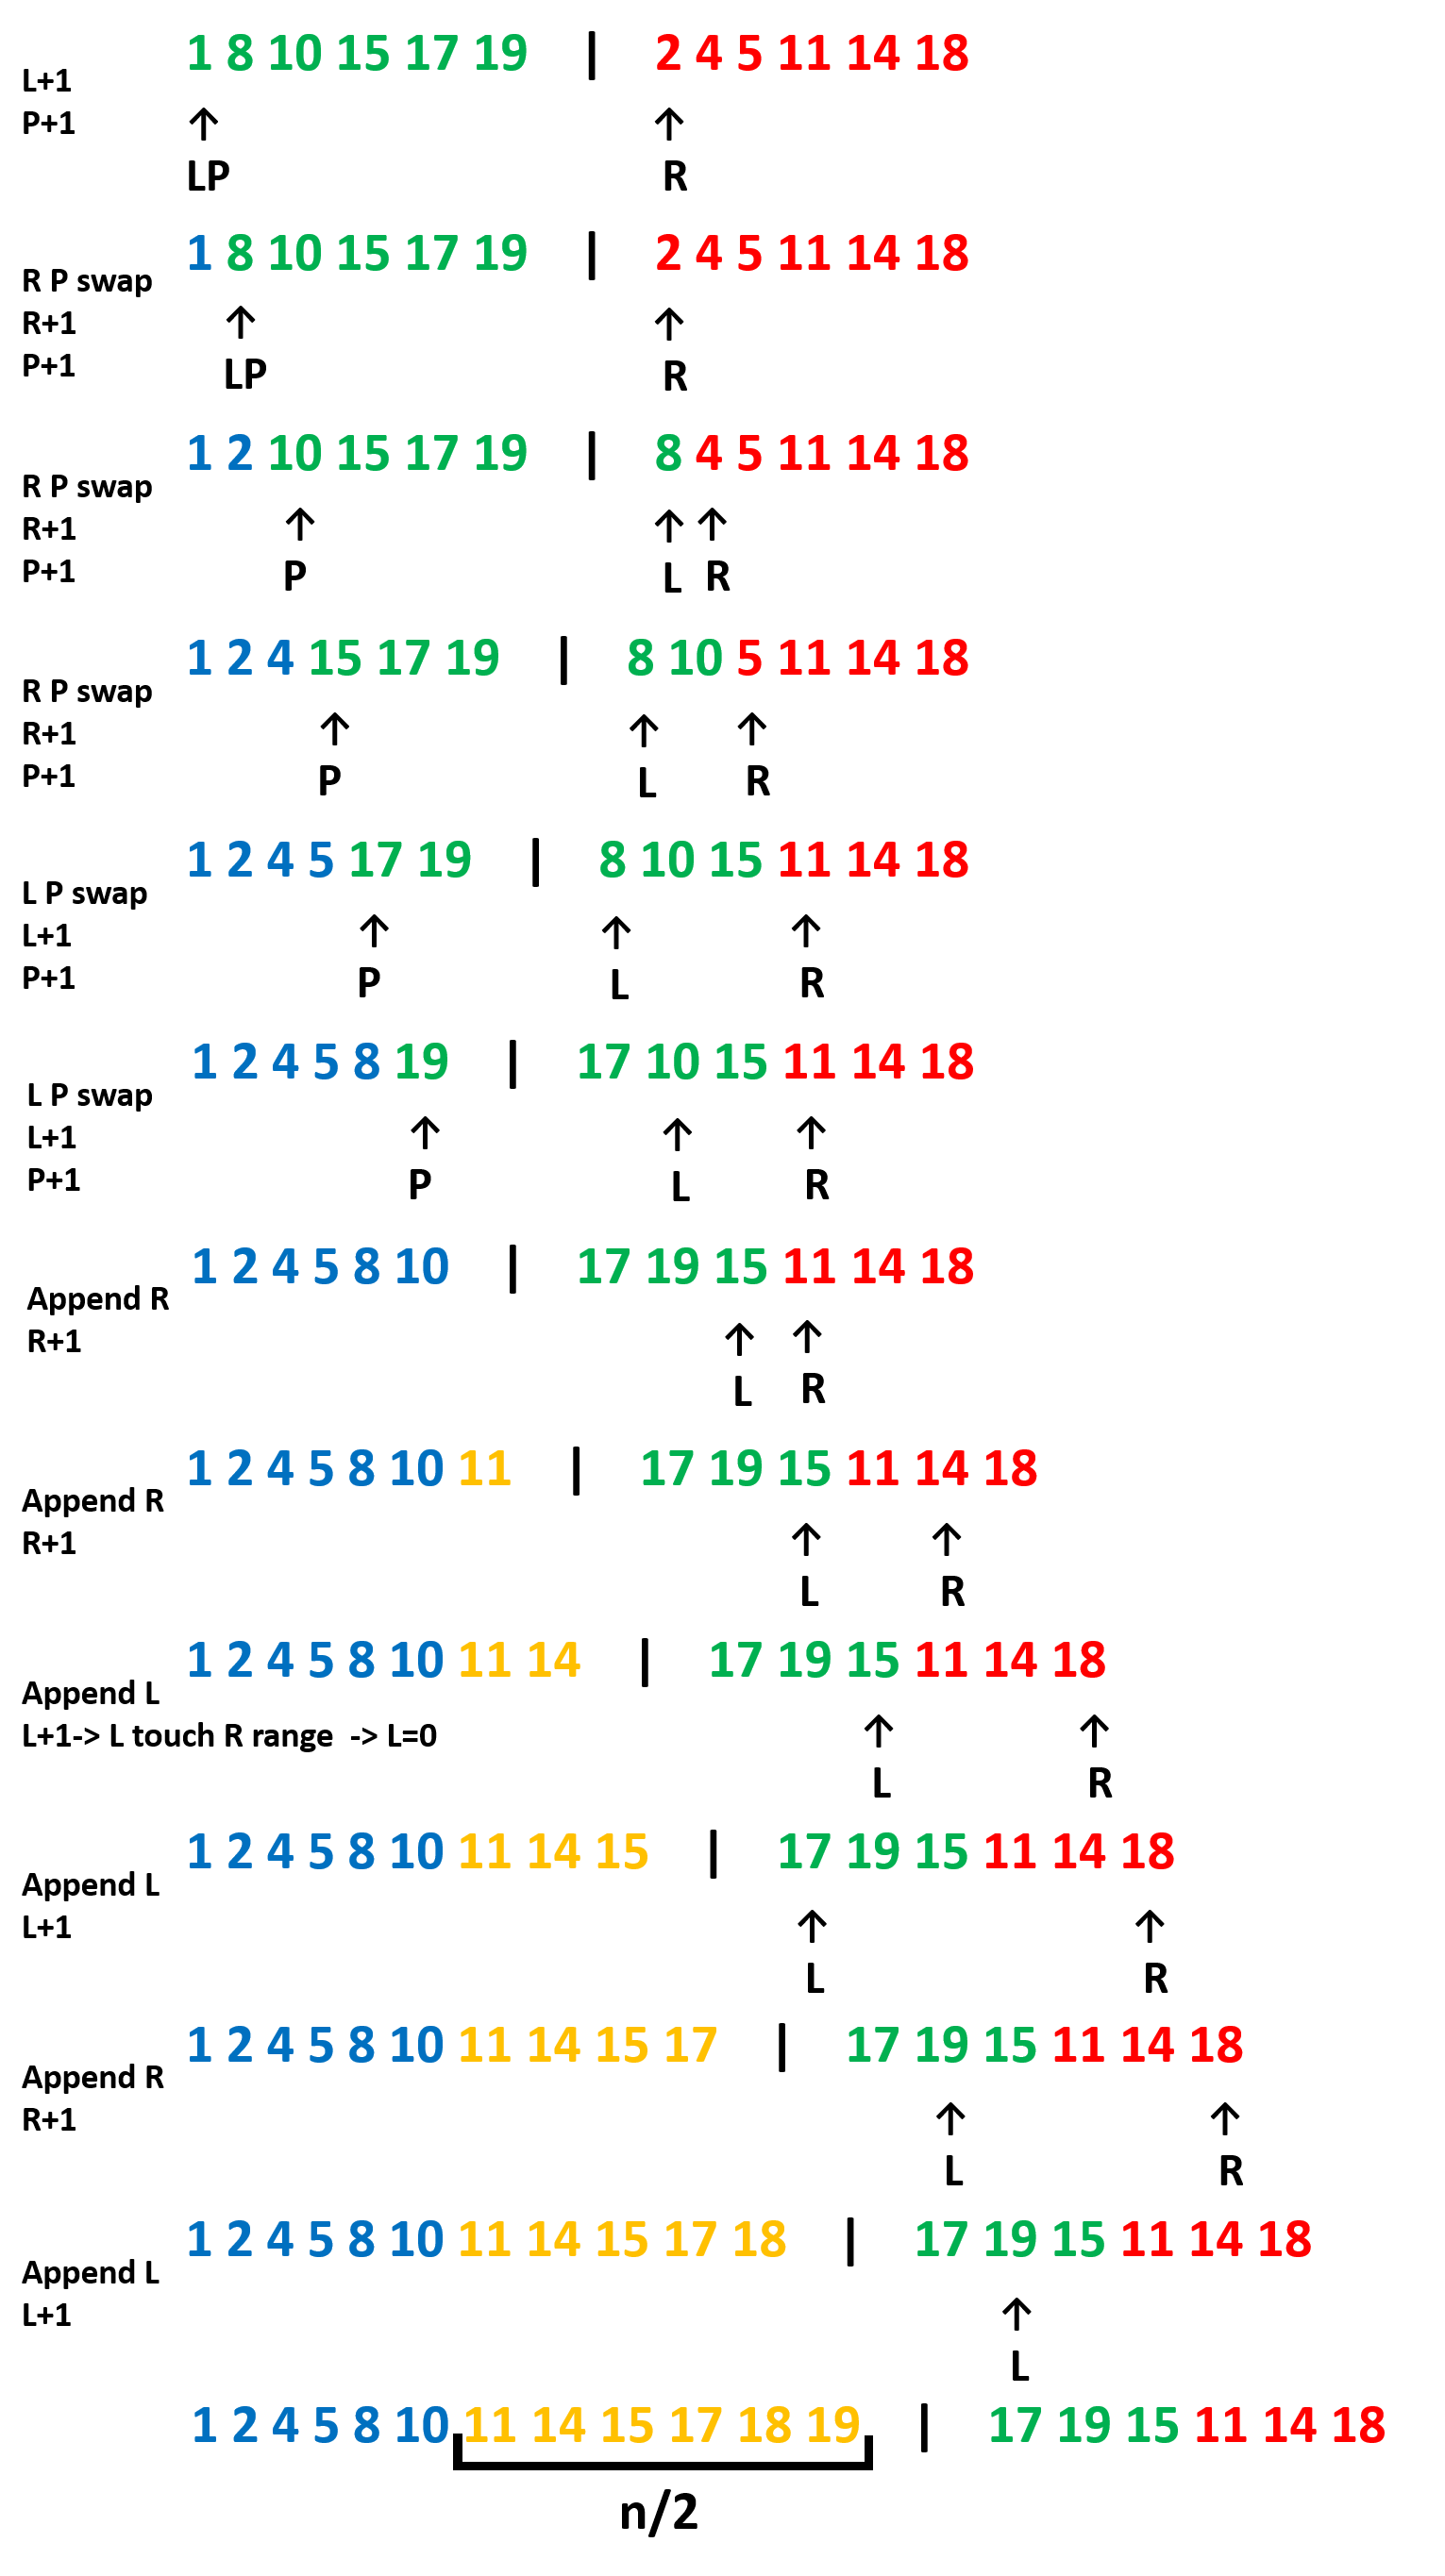 1 8 10 15 17 19 | 2 4 5 11 14 18
L+1
P+1
↑ ↑
LP R
1 8 10 15 17 19 | 2 4 5 11 14 18
R P swap
R+1
P+1
↑ ↑
LP R
1 2 10 15 17 19 | 8 4 5 11 14 18
R P swap
R+1
P+1
↑ ↑ ↑
P L R
1 2 4 15 17 19 | 8 10 5 11 14 18
R P swap
R+1
P+1
↑ ↑ ↑
P L R
1 2 4 5 17 19 | 8 10 15 11 14 18
L P swap
L+1
P+1
↑ ↑ ↑
P L R
1 2 4 5 8 19 | 17 10 15 11 14 18
L P swap
L+1
P+1
↑ ↑ ↑
P L R
1 2 4 5 8 10 | 17 19 15 11 14 18
Append R
R+1
↑ ↑
L R
1 2 4 5 8 10 11 | 17 19 15 11 14 18
Append R
R+1
↑ ↑
L R
1 2 4 5 8 10 11 14 | 17 19 15 11 14 18
Append L
L+1-> L touch R range -> L=0
↑ ↑
L R
1 2 4 5 8 10 11 14 15 | 17 19 15 11 14 18
Append L
L+1
↑ ↑
L R
1 2 4 5 8 10 11 14 15 17 | 17 19 15 11 14 18
Append R
R+1
↑ ↑
L R
1 2 4 5 8 10 11 14 15 17 18 | 17 19 15 11 14 18
Append L
L+1
↑
L
1 2 4 5 8 10 11 14 15 17 18 19 | 17 19 15 11 14 18
n/2